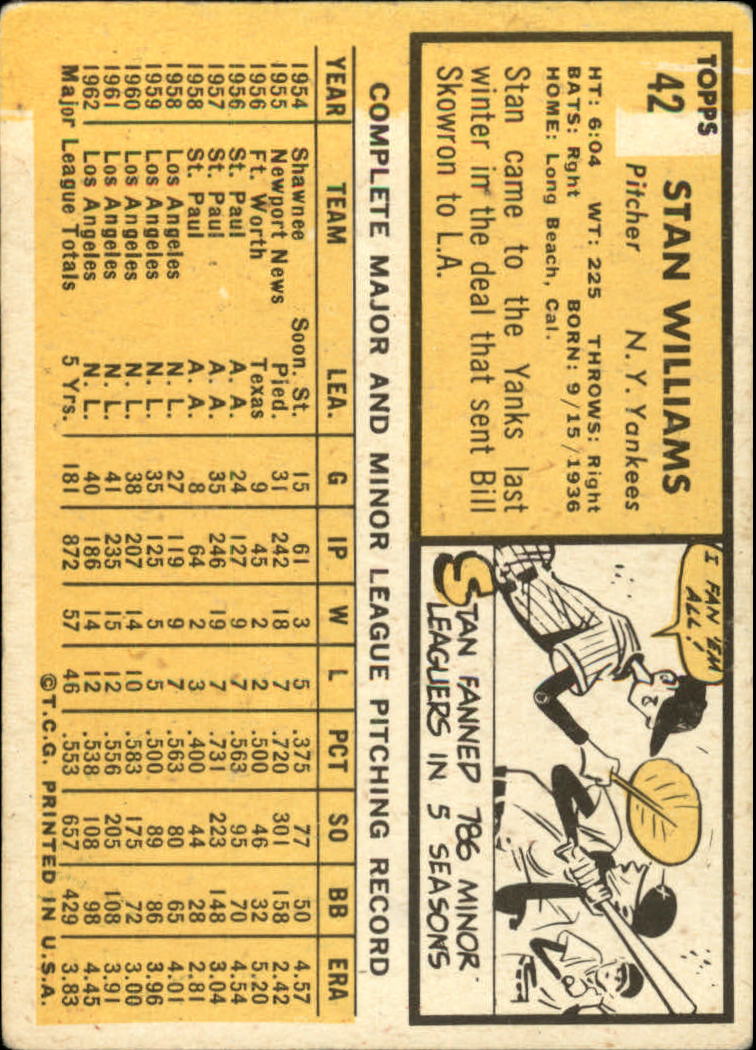 TOPPS
42
STAN WILLIAMS
Pitcher N. Y. Yankees
HT: 6:04 WT: 225 THROWS: Right
BATS: Rght BORN: 9/15/1936
HOME: Long Beach, Cal.
Stan came to the Yanks last
winter in the deal that sent Bill
Skowron to L.A.
I FAN 'EM
ALL!
STAN FANNED 786 MINOR
LEAGUERS IN 5 SEASONS
COMPLETE MAJOR AND MINOR LEAGUE PITCHING RECORD
YEAR TEAM LEA. G IP W L PCT SO BB ERA
1954 Shawnee Soon. St. 15 61 3 5 .375 77 50 4.57
1955 Newport News Pied. 31 242 18 7 .720 301 158 2.42
1956 Ft. Worth Texas 9 45 2 2 .500 46 32 5.20
1956 St. Paul A. A. 24 127 9 7 .563 95 70 4.54
1957 St. Paul A. A. 35 246 19 7 .731 223 148 3.04
1958 St. Paul A. A. 8 64 2 3 .400 44 28 2.81
1958 Los Angeles N. L. 27 119 9 7 .563 80 65 4.01
1959 Los Angeles N. L. 35 125 5 5 .500 89 86 3.96
1960 Los Angeles N. L. 38 207 14 10 .583 175 72 3.00
1961 Los Angeles N. L. 41 235 15 12 .556 205 108 3.91
1962 Los Angeles N. L. 40 186 14 12 .538 108 98 4.45
Major League Totals 5 Yrs. 181 872 57 46 .553 657 429 3.83
©T.C.G. PRINTED IN U.S.A.